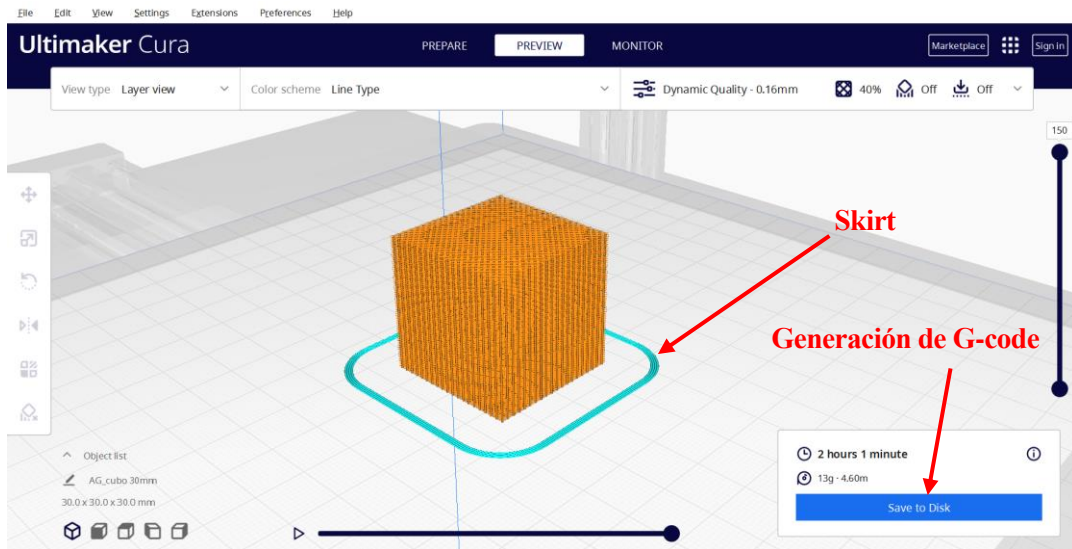 File Edit View Settings Extensions Preferences Help
Ultimaker Cura PREPARE PREVIEW MONITOR Marketplace Sign in
View type Layer view Color scheme Line Type Dynamic Quality - 0.16mm 40% Off Off
150
Skirt
Generación de G-code
Object list
AG_cubo 30mm
30.0 x 30.0 x 30.0 mm
2 hours 1 minute
13g · 4.60m
Save to Disk